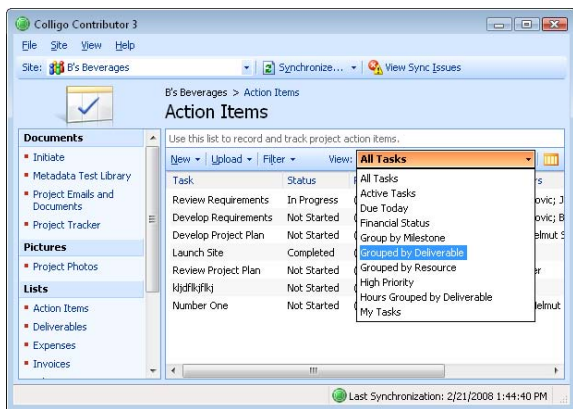 Colligo Contributor 3
File Site View Help
Site: B's Beverages Synchronize... View Sync Issues
B's Beverages > Action Items
Action Items
Use this list to record and track project action items.
New Upload Filter View: All Tasks
Documents
Initiate
Metadata Test Library
Project Emails and
Documents
Project Tracker
Pictures
Project Photos
Lists
Action Items
Deliverables
Expenses
Invoices
Task Status
Review Requirements In Progress
Develop Requirements Not Started
Develop Project Plan Not Started
Launch Site Completed
Review Project Plan Not Started
kljdflkjflkj Not Started
Number One Not Started
All Tasks
Active Tasks
Due Today
Financial Status
Group by Milestone
Grouped by Deliverable
Grouped by Resource
High Priority
Hours Grouped by Deliverable
My Tasks
Last Synchronization: 2/21/2008 1:44:40 PM